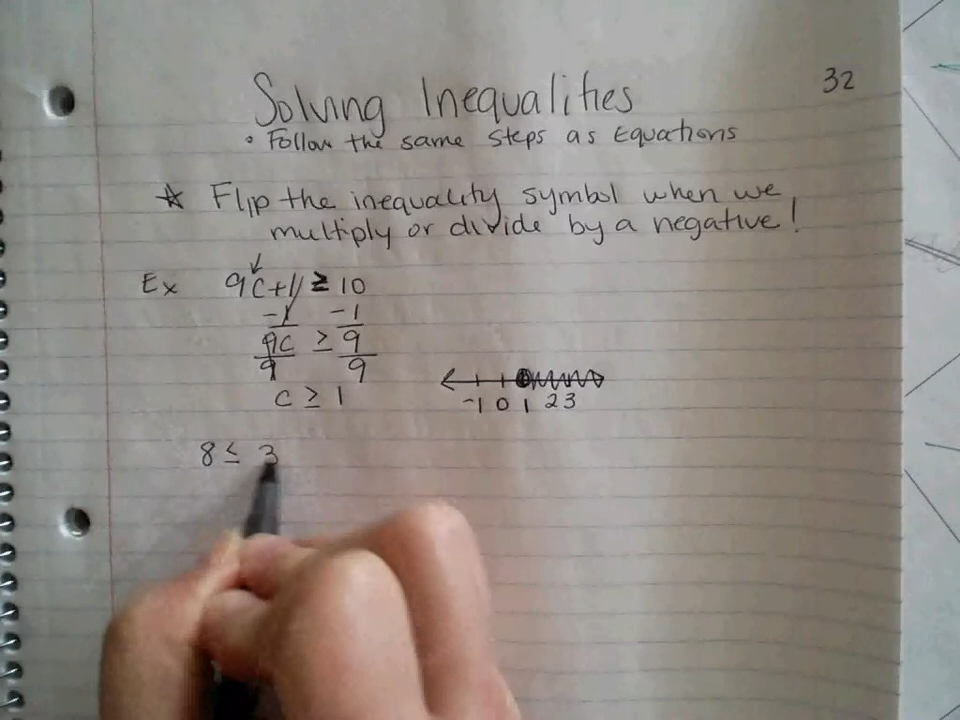 32
Solving Inequalities
• Follow the same steps as Equations
☆ Flip the inequality symbol when we
multiply or divide by a negative!
Ex 9c+1 ≥ 10
-1 -1
9c ≥ 9
9 9
c ≥ 1
-1 0 1 2 3
8 ≤ 3